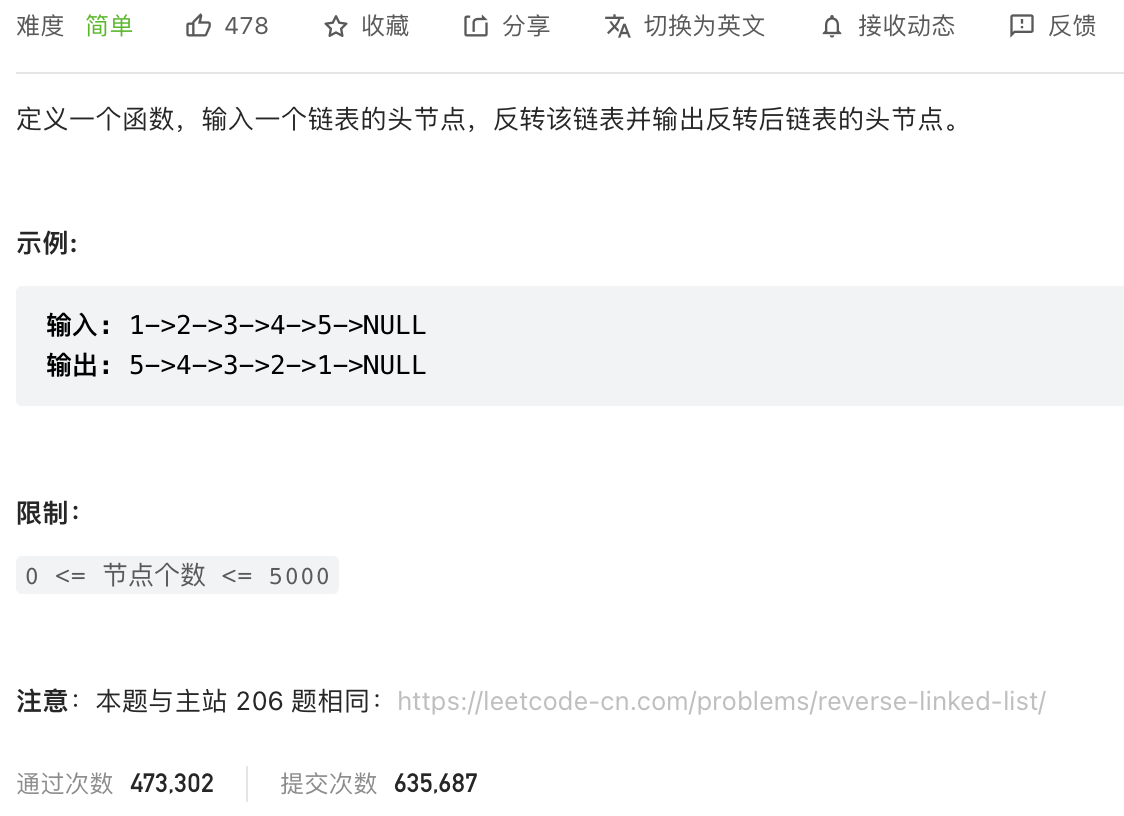 难度 简单 478 收藏 分享 切换为英文 接收动态 反馈
定义一个函数，输入一个链表的头节点，反转该链表并输出反转后链表的头节点。
示例:
输入: 1->2->3->4->5->NULL
输出: 5->4->3->2->1->NULL
限制：
0 <= 节点个数 <= 5000
注意：本题与主站 206 题相同：https://leetcode-cn.com/problems/reverse-linked-list/
通过次数 473,302 提交次数 635,687